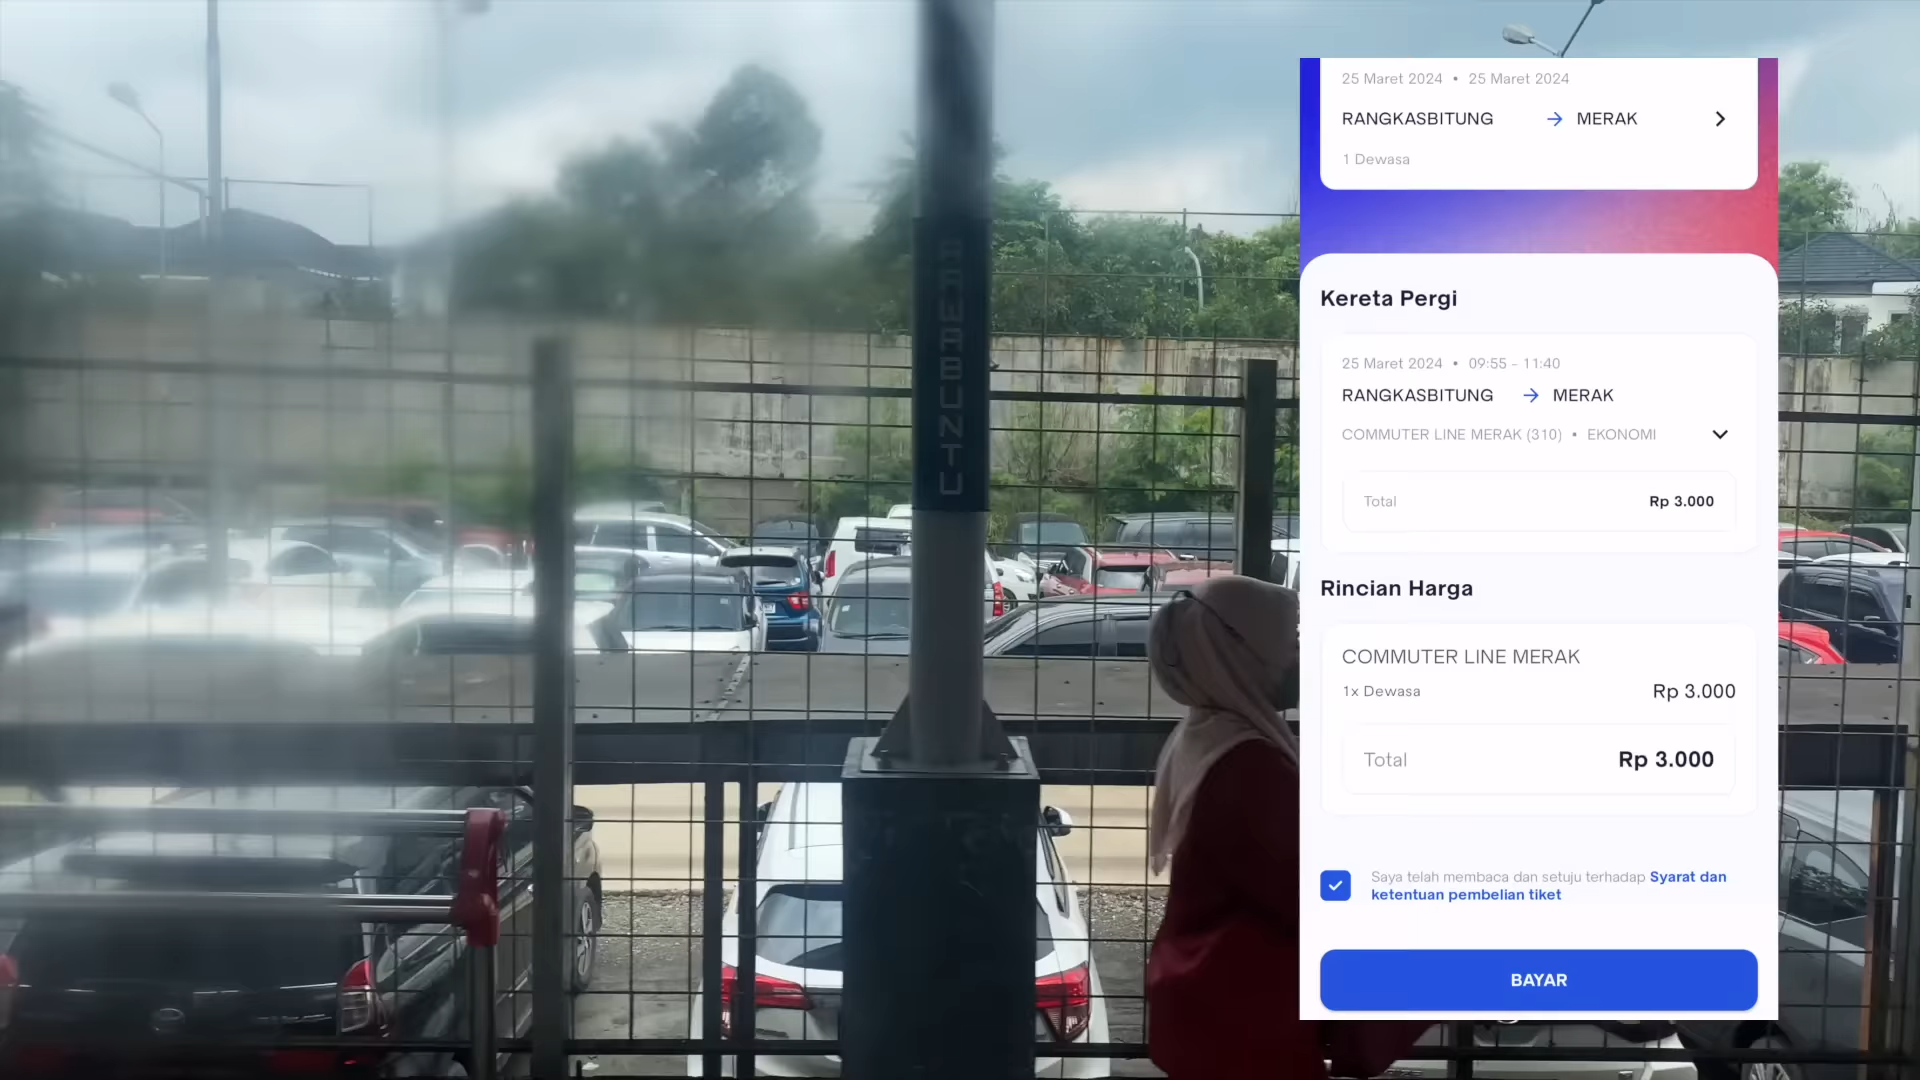 RAWABUNTU
25 Maret 2024 • 25 Maret 2024
RANGKASBITUNG → MERAK
1 Dewasa
Kereta Pergi
25 Maret 2024 • 09:55 - 11:40
RANGKASBITUNG → MERAK
COMMUTER LINE MERAK (310) • EKONOMI
Total Rp 3.000
Rincian Harga
COMMUTER LINE MERAK
1x Dewasa Rp 3.000
Total Rp 3.000
Saya telah membaca dan setuju terhadap Syarat dan
ketentuan pembelian tiket
BAYAR